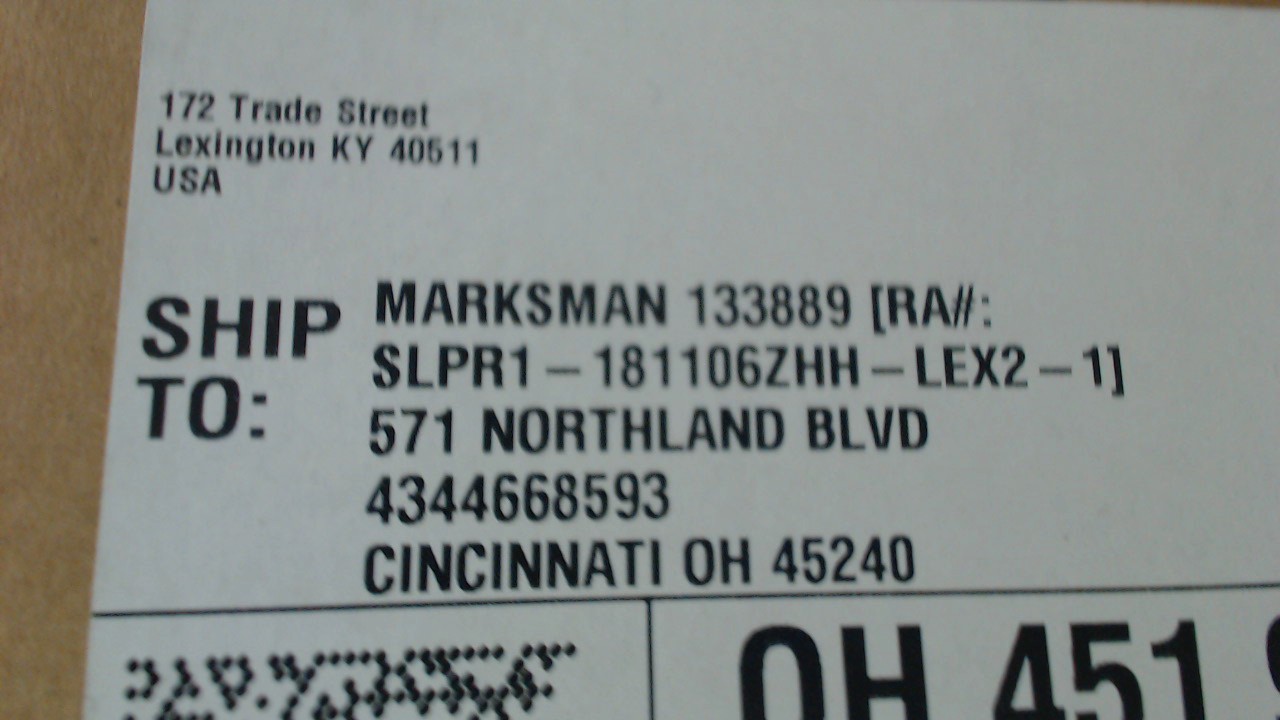 172 Trade Street
Lexington KY 40511
USA
SHIP
TO:
MARKSMAN 133889 [RA#:
SLPR1-181106ZHH-LEX2-1]
571 NORTHLAND BLVD
4344668593
CINCINNATI OH 45240
OH 451